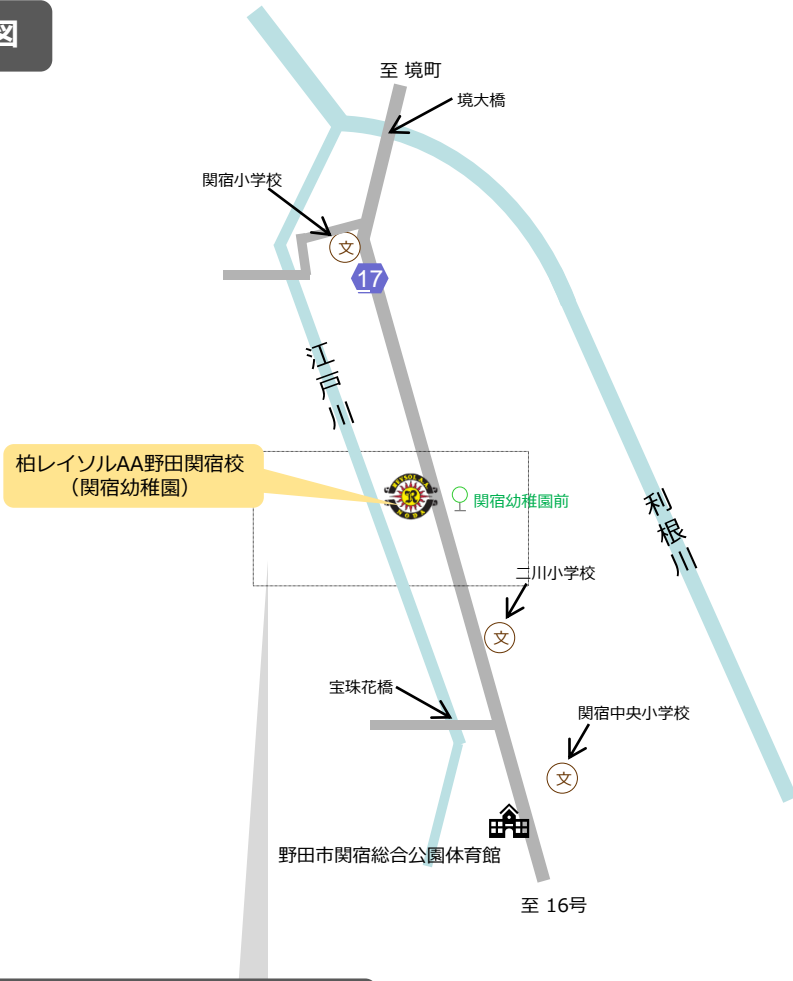 図
至 境町
境大橋
関宿小学校
文
17
江戸川
柏レイソルAA野田関宿校
（関宿幼稚園）
REYSOL A.A.
R
NODA
関宿幼稚園前
利根川
二川小学校
文
宝珠花橋
関宿中央小学校
文
野田市関宿総合公園体育館
至 16号